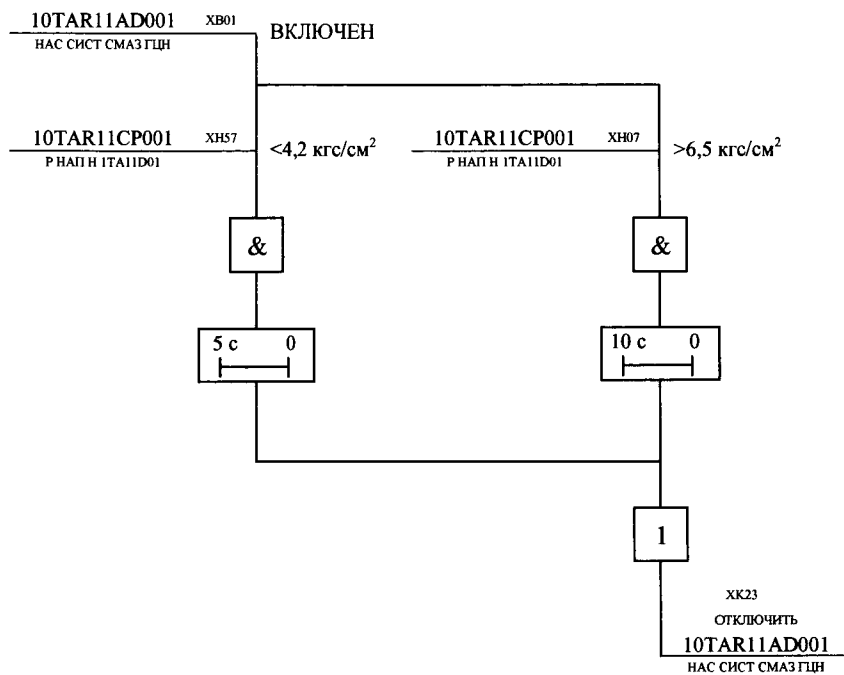 10TAR11AD001 XB01 ВКЛЮЧЕН
НАС СИСТ СМАЗ ГЦН
10TAR11CP001 XH57 <4,2 кгс/см²
Р НАП Н 1TA11D01
10TAR11CP001 XH07 >6,5 кгс/см²
Р НАП Н 1TA11D01
&
&
5 с 0
10 с 0
1
XK23
ОТКЛЮЧИТЬ
10TAR11AD001
НАС СИСТ СМАЗ ГЦН